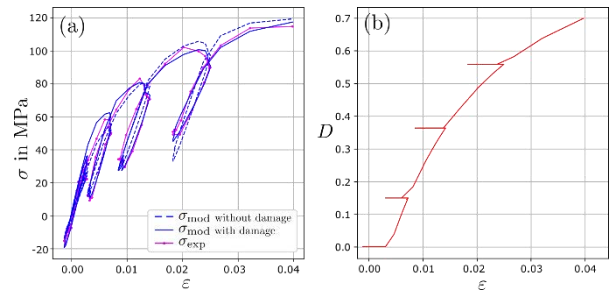 (a)
120
100
80
60
40
20
0
-20
σ in MPa
0.00 0.01 0.02 0.03 0.04
ε
σmod without damage
σmod with damage
σexp
(b)
0.7
0.6
0.5
0.4
0.3
0.2
0.1
0.0
D
0.00 0.01 0.02 0.03 0.04
ε